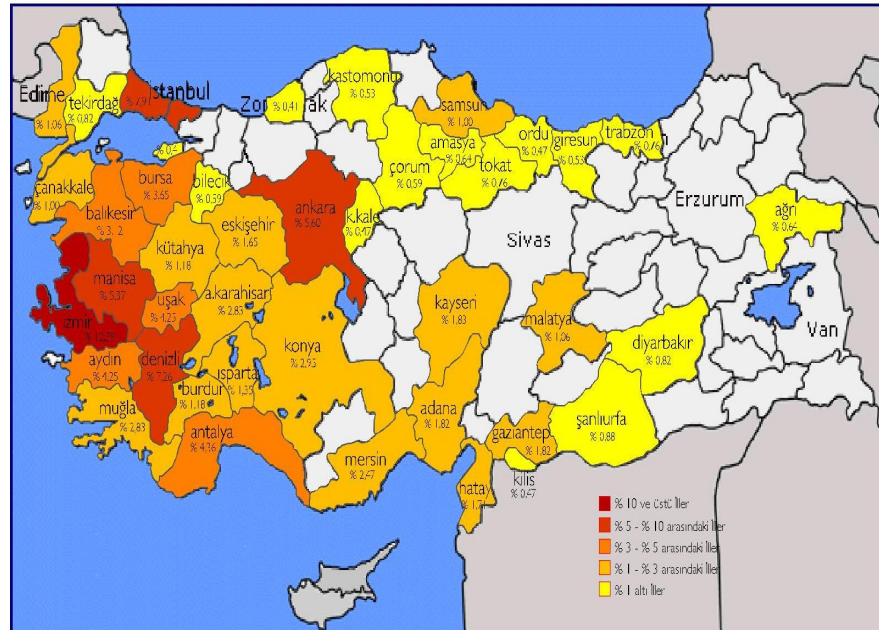 Edirne
% 1.06
tekirdağ
% 0,82
İstanbul
% 7.91
kastomonu
% 0.53
% 0,41
samsun
% 1,00
ordu
% 0.47
giresun
% 0.53
trabzon
% 0,76
amasya
% 0.64
tokat
% 0.76
çorum
% 0.59
çanakkale
% 1,00
bursa
% 3.65
bilecik
% 0.59
ankara
% 5.60
k.kale
% 0,47
Erzurum
ağrı
% 0.64
balıkesir
eskişehir
% 1.65
kütahya
% 1,18
Sivas
manisa
% 5,37
uşak
% 4.25
a.karahisar
% 2.83
kayseri
% 1.83
malatya
% 1,06
Van
izmir
aydın
% 4.25
denizli
% 7.26
ısparta
% 1,35
burdur
% 1.18
konya
% 2,95
diyarbakır
% 0,82
muğla
% 2,83
antalya
% 4,36
mersin
% 2.47
adana
% 1,82
gaziantep
% 1.82
şanlıurfa
% 0.88
kilis
% 0.47
hatay
% 1.71
% 10 ve üstü İller
% 5 - % 10 arasındaki İller
% 3 - % 5 arasındaki İller
% 1 - % 3 arasındaki İller
% 1 altı İller